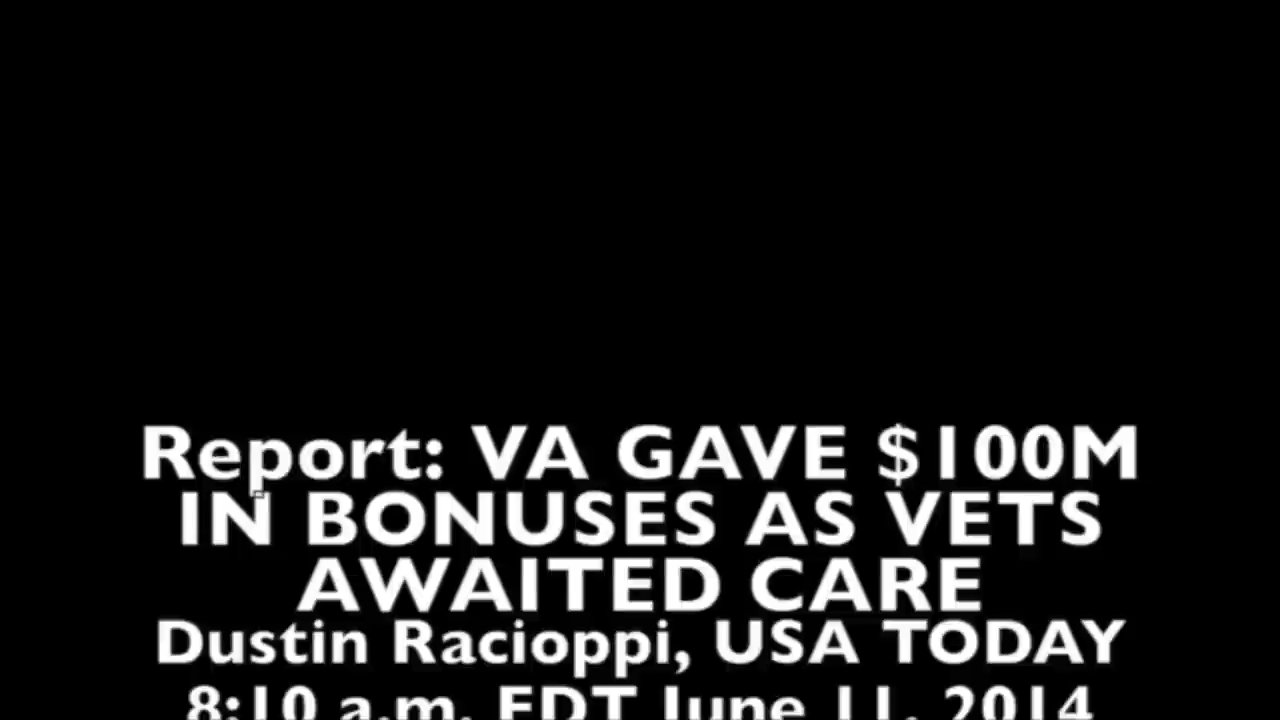 Report: VA GAVE $100M
IN BONUSES AS VETS
AWAITED CARE
Dustin Racioppi, USA TODAY
8:10 a.m. EDT June 11, 2014